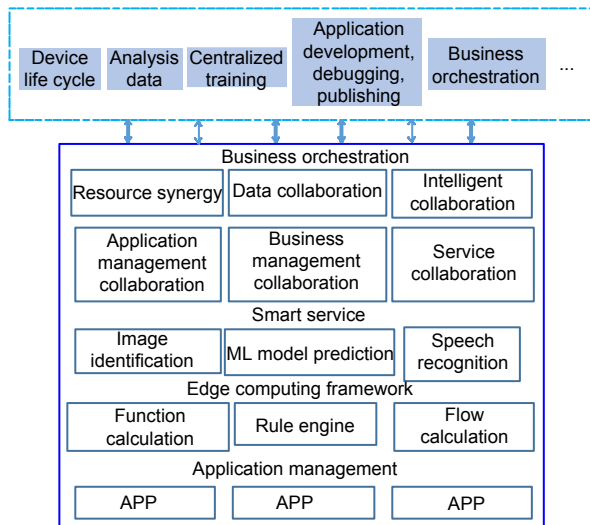 Device
life cycle
Analysis
data
Centralized
training
Application
development,
debugging,
publishing
Business
orchestration
...
Business orchestration
Resource synergy
Data collaboration
Intelligent
collaboration
Application
management
collaboration
Business
management
collaboration
Service
collaboration
Smart service
Image
identification
ML model prediction
Speech
recognition
Edge computing framework
Function
calculation
Rule engine
Flow
calculation
Application management
APP
APP
APP